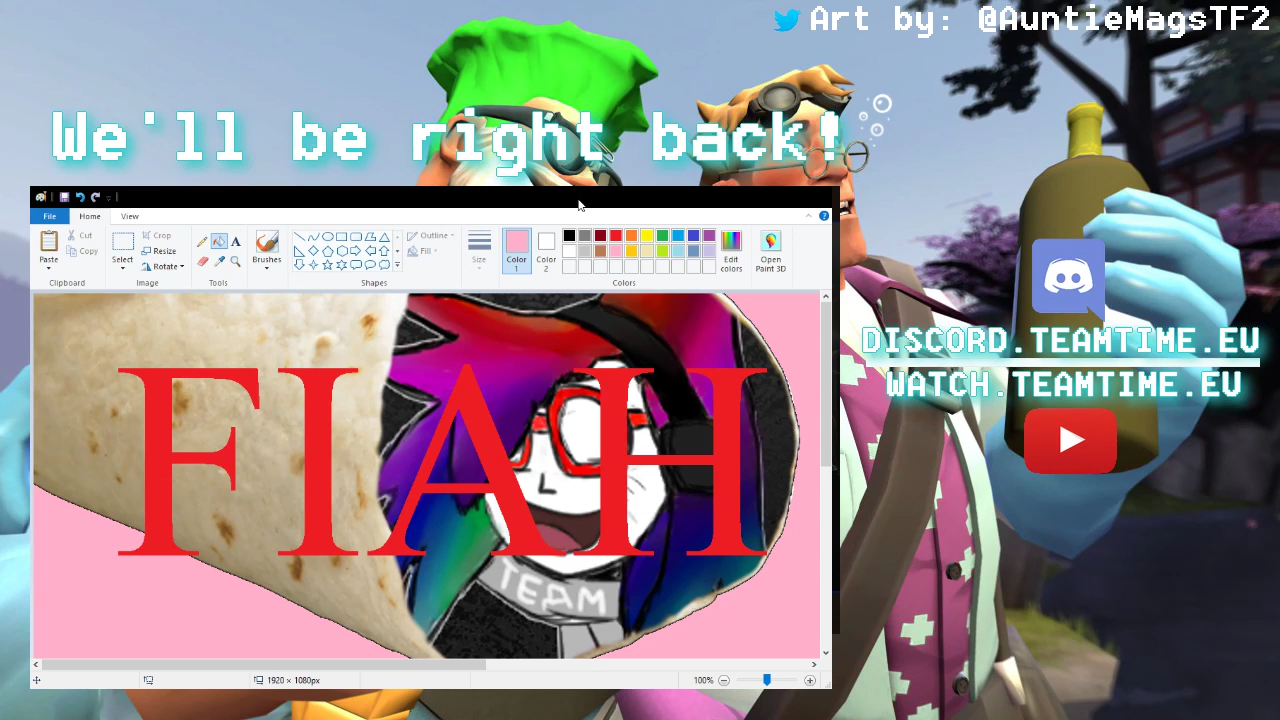 Art by: @AuntieMagsTF2
We'll be right back!
File Home View
Paste
Cut
Copy
Clipboard
Select
Crop
Resize
Rotate
Image
A
Tools
Brushes
Outline
Fill
Shapes
Size
Color 1
Color 2
Edit colors
Colors
Open Paint 3D
FIAH
TEAM
DISCORD.TEAMTIME.EU
WATCH.TEAMTIME.EU
1920 × 1080px
100%